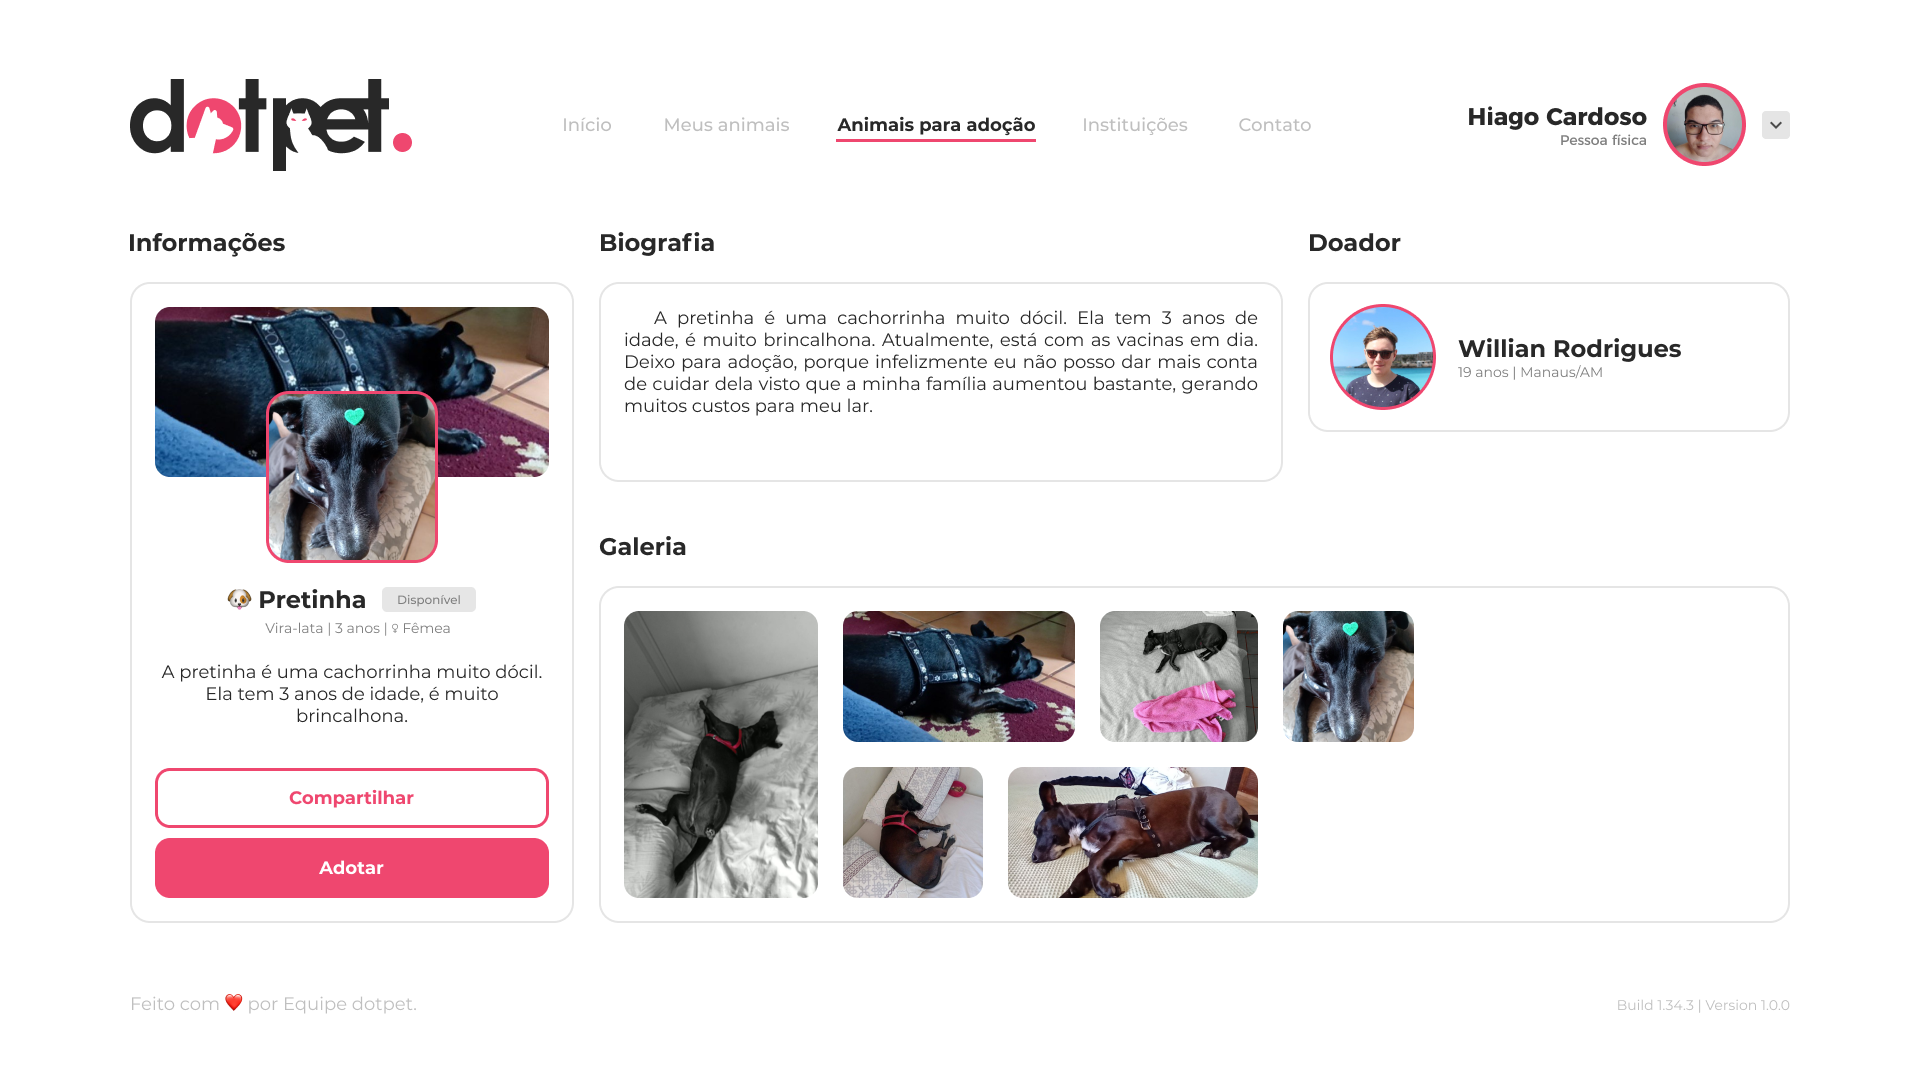 dotpet.
Início
Meus animais
Animais para adoção
Instituições
Contato
Hiago Cardoso
Pessoa física
Informações
Pretinha
Disponível
Vira-lata | 3 anos | ♀ Fêmea
A pretinha é uma cachorrinha muito dócil.
Ela tem 3 anos de idade, é muito
brincalhona.
Compartilhar
Adotar
Biografia
A pretinha é uma cachorrinha muito dócil. Ela tem 3 anos de
idade, é muito brincalhona. Atualmente, está com as vacinas em dia.
Deixo para adoção, porque infelizmente eu não posso dar mais conta
de cuidar dela visto que a minha família aumentou bastante, gerando
muitos custos para meu lar.
Doador
Willian Rodrigues
19 anos | Manaus/AM
Galeria
Feito com ❤️ por Equipe dotpet.
Build 1.34.3 | Version 1.0.0